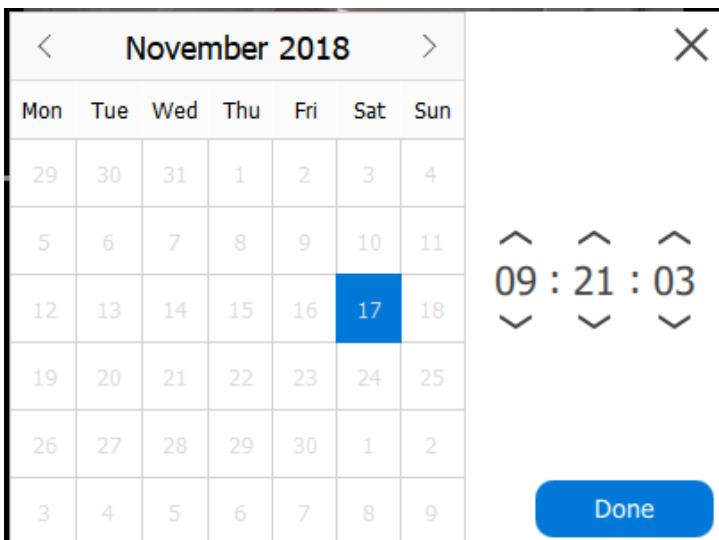 November 2018
Mon Tue Wed Thu Fri Sat Sun
29 30 31 1 2 3 4
5 6 7 8 9 10 11
12 13 14 15 16 17 18
19 20 21 22 23 24 25
26 27 28 29 30 1 2
3 4 5 6 7 8 9
09 : 21 : 03
Done